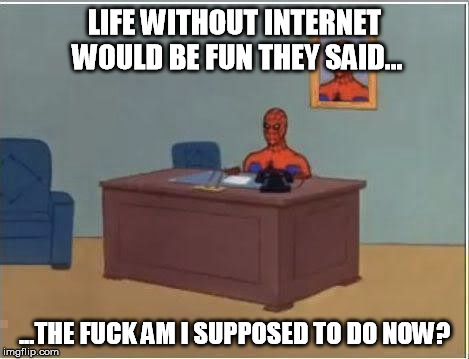 LIFE WITHOUT INTERNET
WOULD BE FUN THEY SAID...
...THE FUCK AM I SUPPOSED TO DO NOW?
imgflip.com